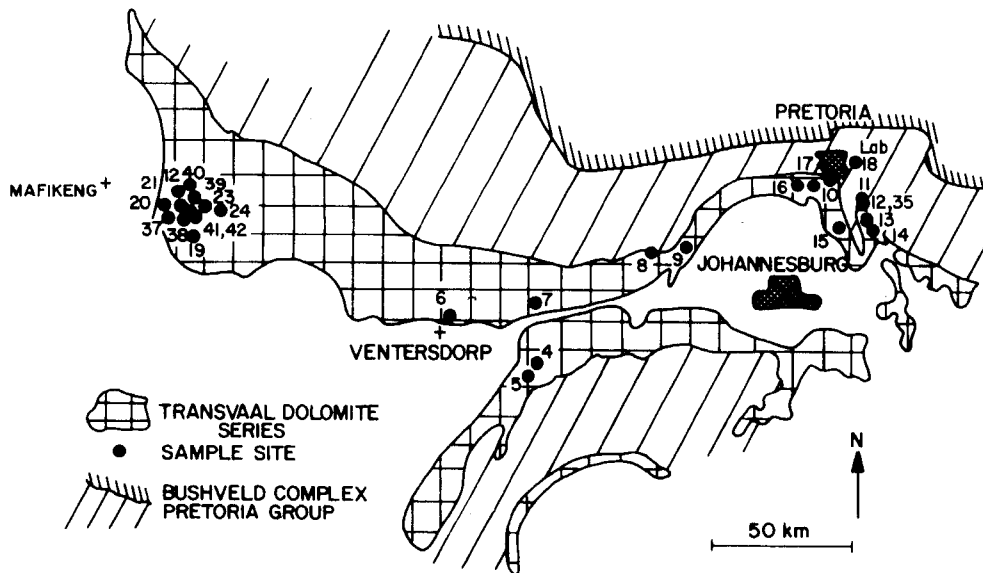 PRETORIA
Lab
17
18
12 40
21
39
16
10
11
MAFIKENG +
23
12,35
20
24
13
37
41,42
15
14
38
19
8
9
JOHANNESBURG
6
7
VENTERSDORP
4
5
TRANSVAAL DOLOMITE
SERIES
SAMPLE SITE
N
BUSHVELD COMPLEX
PRETORIA GROUP
50 km